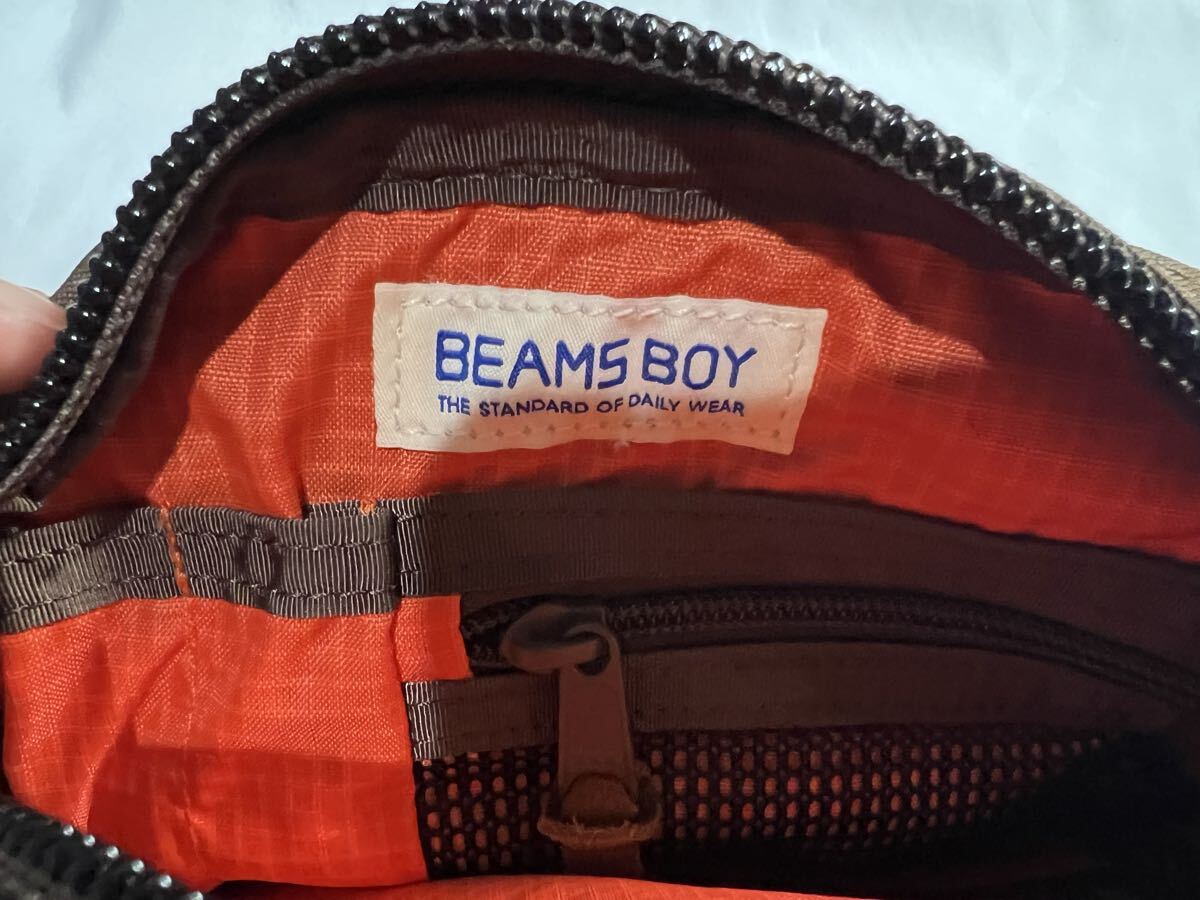 BEAMS BOY
THE STANDARD OF DAILY WEAR